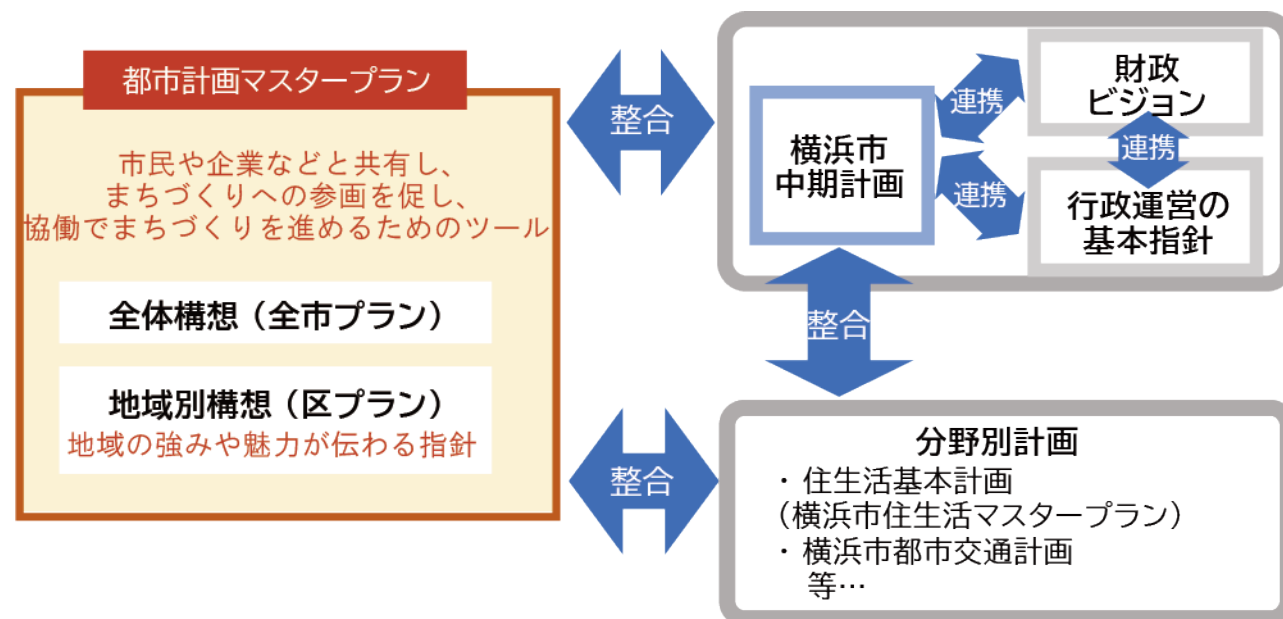 都市計画マスタープラン
市民や企業などと共有し、
まちづくりへの参画を促し、
協働でまちづくりを進めるためのツール
全体構想（全市プラン）
地域別構想（区プラン）
地域の強みや魅力が伝わる指針
整合
横浜市
中期計画
連携
財政
ビジョン
連携
連携
行政運営の
基本指針
整合
整合
分野別計画
・住生活基本計画
（横浜市住生活マスタープラン）
・横浜市都市交通計画
等…